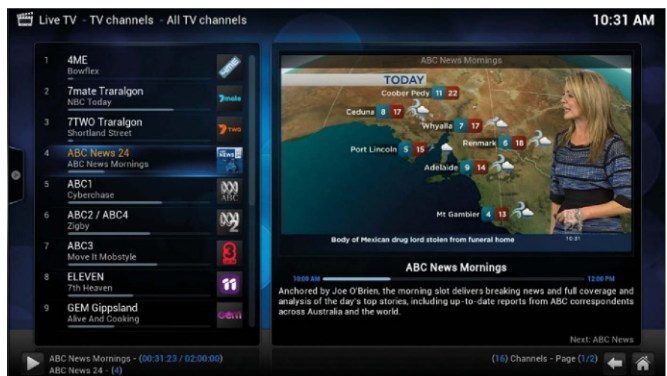 Live TV - TV channels - All TV channels
10:31 AM
1 4ME
Bowflex
2 7mate Traralgon
NBC Today
7mate
3 7TWO Traralgon
Shortland Street
7TWO
4 ABC News 24
ABC News Mornings
NEWS 24
5 ABC1
Cyberchase
ABC
6 ABC2 / ABC4
Zigby
2
7 ABC3
Move It Mobstyle
3
8 ELEVEN
7th Heaven
11
9 GEM Gippsland
Alive And Cooking
Gem
ABC News Mornings
TODAY
Coober Pedy 11 22
Ceduna 8 17
Whyalla 7 17
Port Lincoln 5 15
Renmark 6 18
Adelaide 9 14
Mt Gambier 4 13
Body of Mexican drug lord stolen from funeral home 10:31
ABC News Mornings
10:00 AM 12:00 PM
Anchored by Joe O'Brien, the morning slot delivers breaking news and full coverage and
analysis of the day's top stories, including up-to-date reports from ABC correspondents
across Australia and the world.
Next: ABC News
ABC News Mornings - (00:31:23 / 02:00:00)
ABC News 24 - (4)
(16) Channels - Page (1/2)